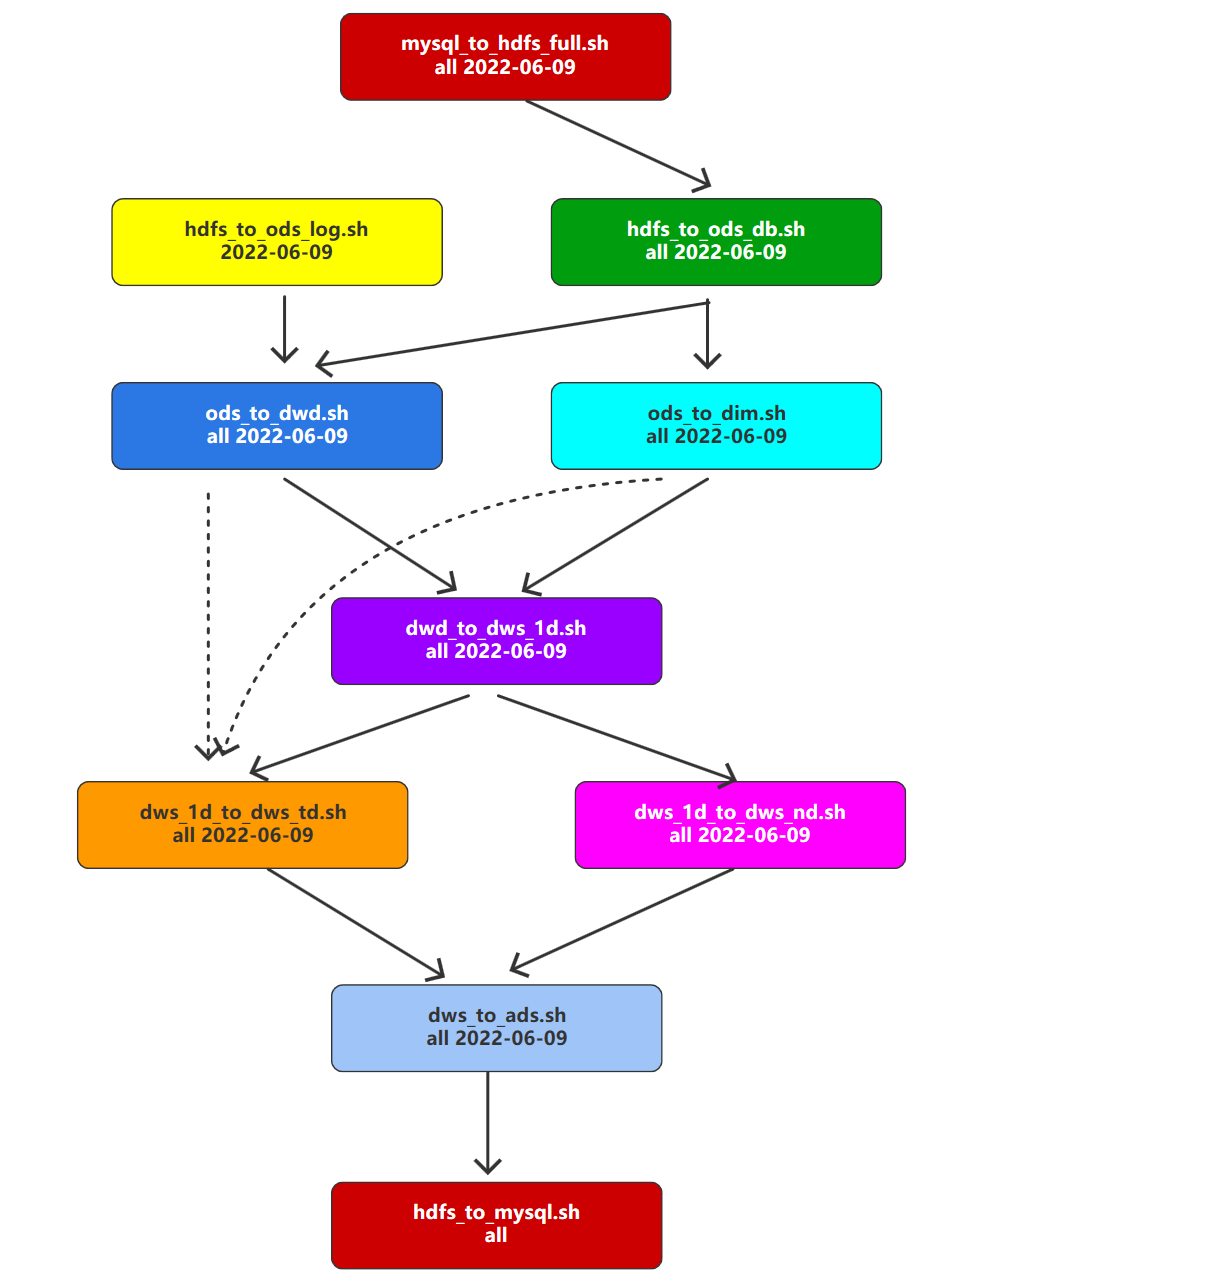 mysql_to_hdfs_full.sh
all 2022-06-09
hdfs_to_ods_log.sh
2022-06-09
hdfs_to_ods_db.sh
all 2022-06-09
ods_to_dwd.sh
all 2022-06-09
ods_to_dim.sh
all 2022-06-09
dwd_to_dws_1d.sh
all 2022-06-09
dws_1d_to_dws_td.sh
all 2022-06-09
dws_1d_to_dws_nd.sh
all 2022-06-09
dws_to_ads.sh
all 2022-06-09
hdfs_to_mysql.sh
all